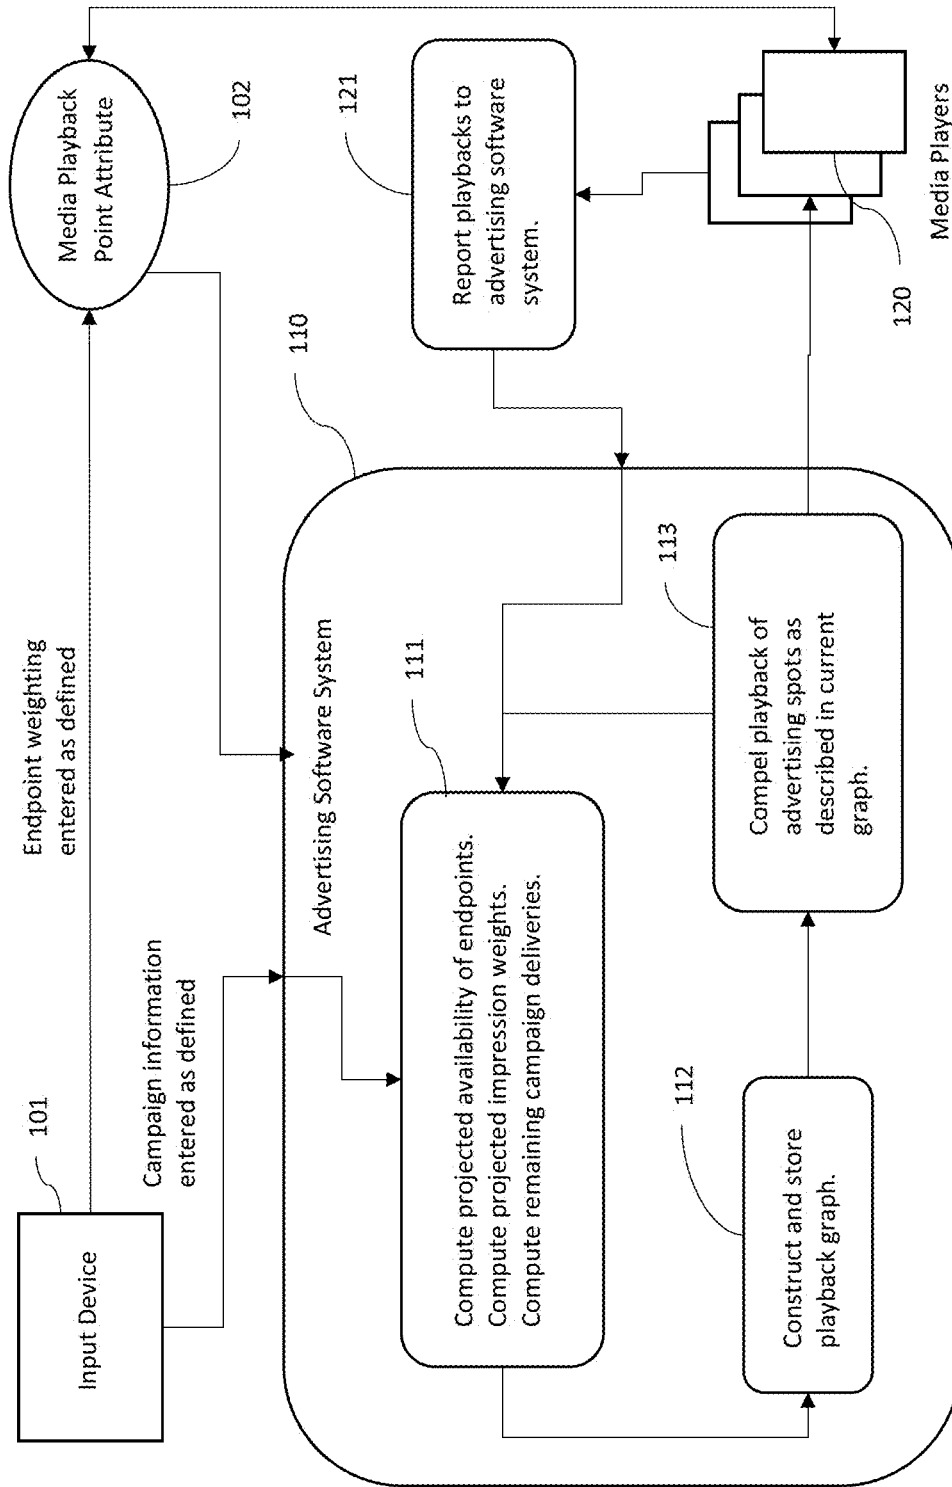 101
Input Device
Endpoint weighting
entered as defined
Media Playback
Point Attribute
102
Campaign information
entered as defined
110
Advertising Software System
111
Compute projected availability of endpoints.
Compute projected impression weights.
Compute remaining campaign deliveries.
121
Report playbacks to
advertising software
system.
112
Construct and store
playback graph.
113
Compel playback of
advertising spots as
described in current
graph.
120
Media Players